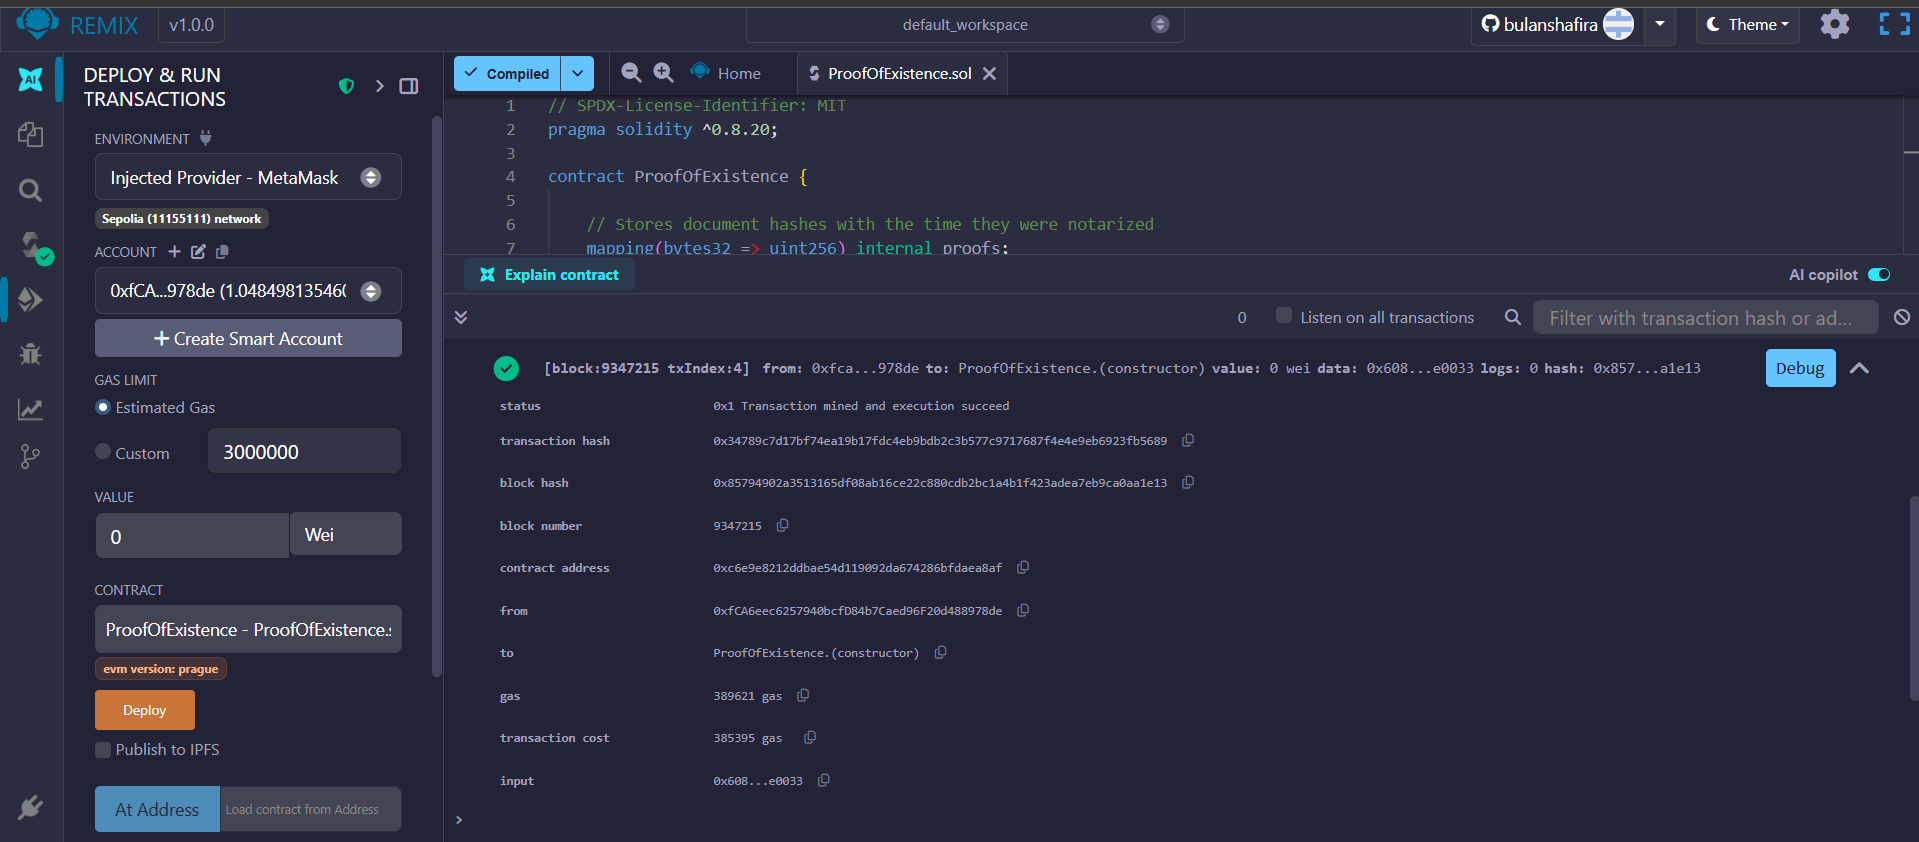 REMIX v1.0.0
default_workspace
bulanshafira
Theme
DEPLOY & RUN
TRANSACTIONS
ENVIRONMENT
Injected Provider - MetaMask
Sepolia (11155111) network
ACCOUNT
0xfCA...978de (1.048498135460
Create Smart Account
GAS LIMIT
Estimated Gas
Custom 3000000
VALUE
0 Wei
CONTRACT
ProofOfExistence - ProofOfExistence.s
evm version: prague
Deploy
Publish to IPFS
At Address Load contract from Address
AI
Compiled
Home
ProofOfExistence.sol
1 // SPDX-License-Identifier: MIT
2 pragma solidity ^0.8.20;
3
4 contract ProofOfExistence {
5
6 // Stores document hashes with the time they were notarized
7 mapping(bytes32 => uint256) internal proofs;
Explain contract
AI copilot
0 Listen on all transactions Filter with transaction hash or ad...
[block:9347215 txIndex:4] from: 0xfca...978de to: ProofOfExistence.(constructor) value: 0 wei data: 0x608...e0033 logs: 0 hash: 0x857...a1e13 Debug
status 0x1 Transaction mined and execution succeed
transaction hash 0x34789c7d17bf74ea19b17fdc4eb9bdb2c3b577c9717687f4e4e9eb6923fb5689
block hash 0x85794902a3513165df08ab16ce22c880cdb2bc1a4b1f423adea7eb9ca0aa1e13
block number 9347215
contract address 0xc6e9e8212ddbae54d119092da674286bfdaea8af
from 0xfCA6eec6257940bcfD84b7Caed96F20d488978de
to ProofOfExistence.(constructor)
gas 389621 gas
transaction cost 385395 gas
input 0x608...e0033
>